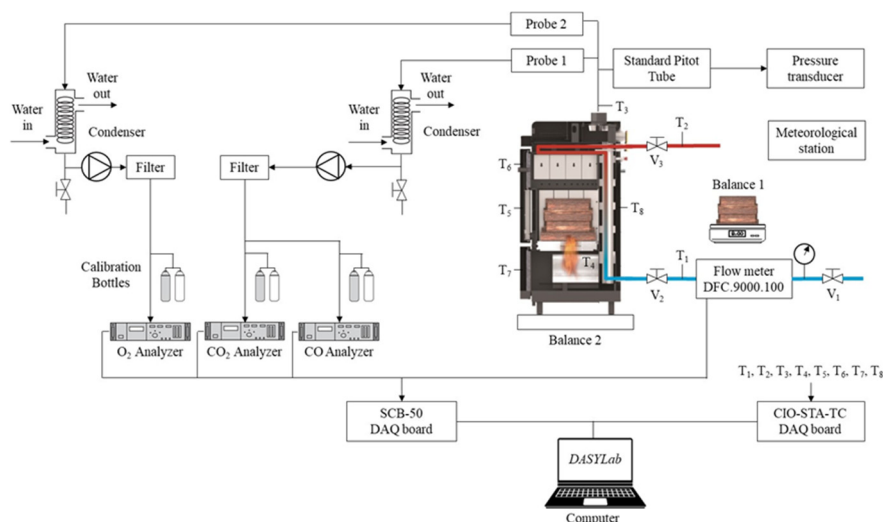 Probe 2
Probe 1
Standard Pitot
Tube
Pressure
transducer
Water
out
Water
in
Condenser
Water
out
Water
in
Condenser
T3
T2
V3
Meteorological
station
Filter
Filter
T6
T5
T8
T7
T4
Balance 1
T1
Flow meter
DFC.9000.100
V2
V1
Calibration
Bottles
Balance 2
O2 Analyzer
CO2 Analyzer
CO Analyzer
T1, T2, T3, T4, T5, T6, T7, T8
SCB-50
DAQ board
CIO-STA-TC
DAQ board
DASYLab
Computer